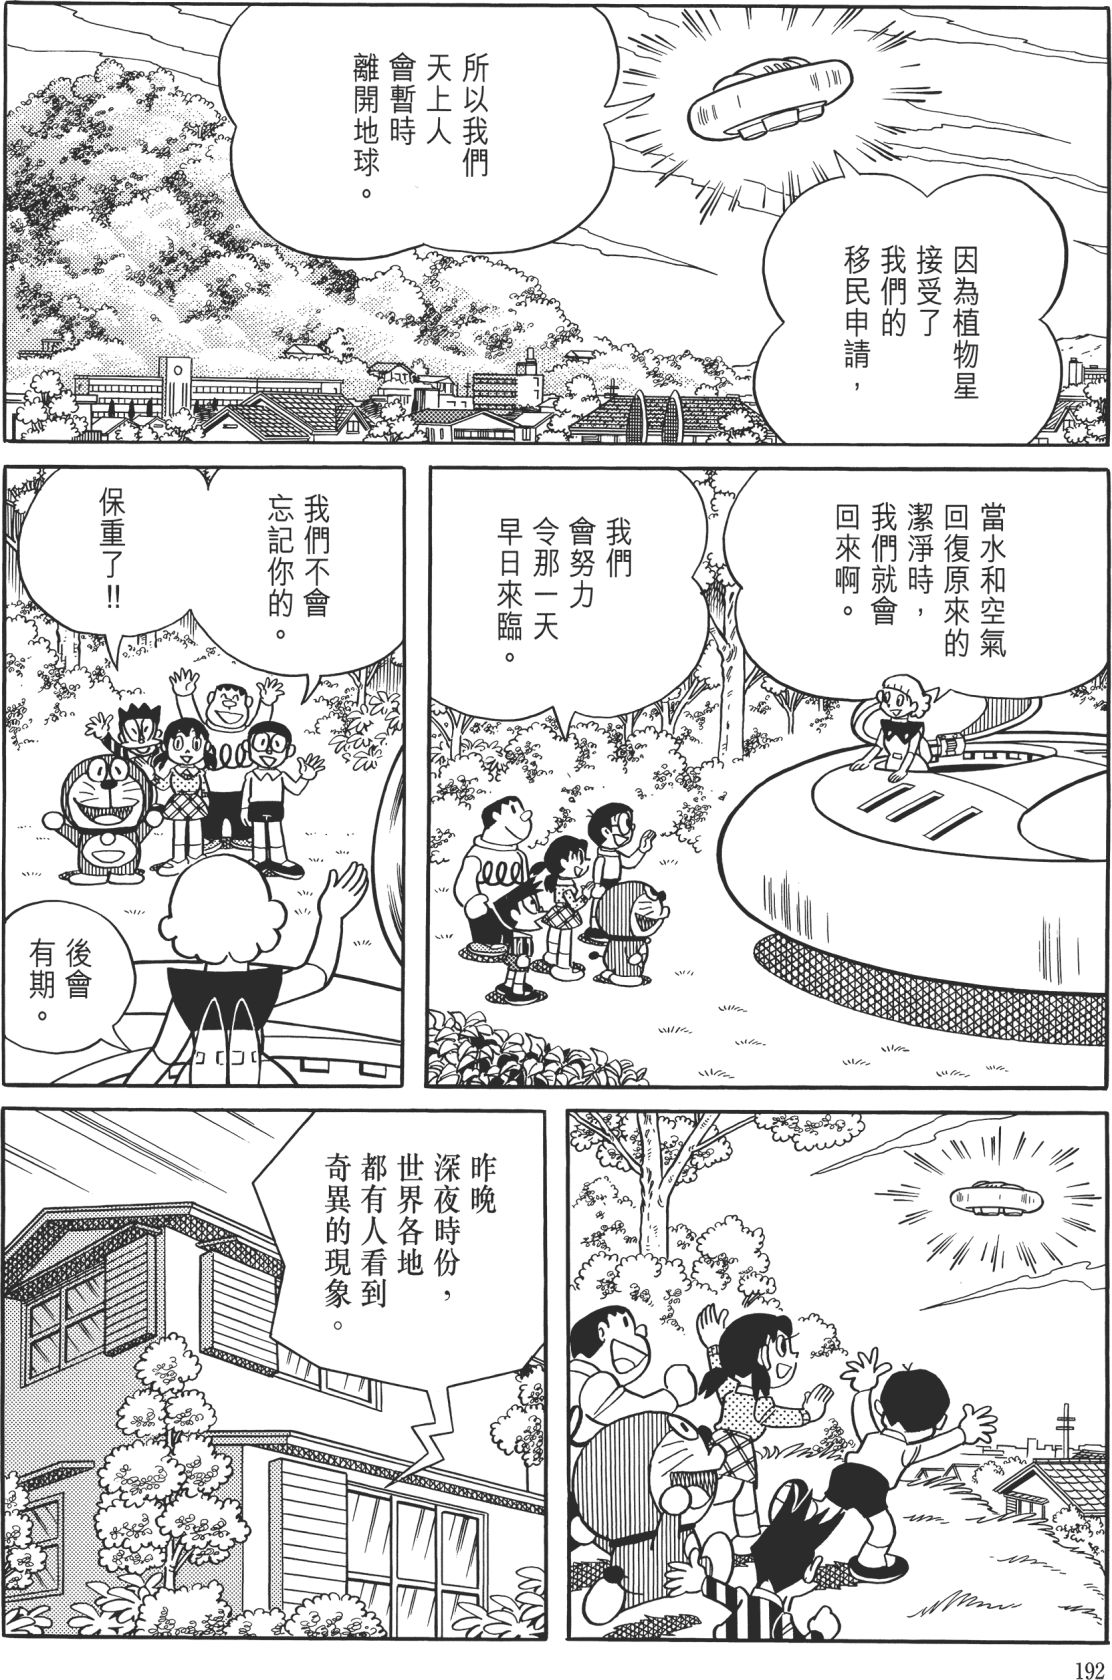 因為植物星
接受了
我們的
移民申請，
所以我們
天上人
會暫時
離開地球。
當水和空氣
回復原來的
潔淨時，
我們就會
回來啊。
我們
會努力
令那一天
早日來臨。
我們不會
忘記你的。
保重了!!
後會
有期。
昨晚
深夜時份，
世界各地
都有人看到
奇異的現象。
192